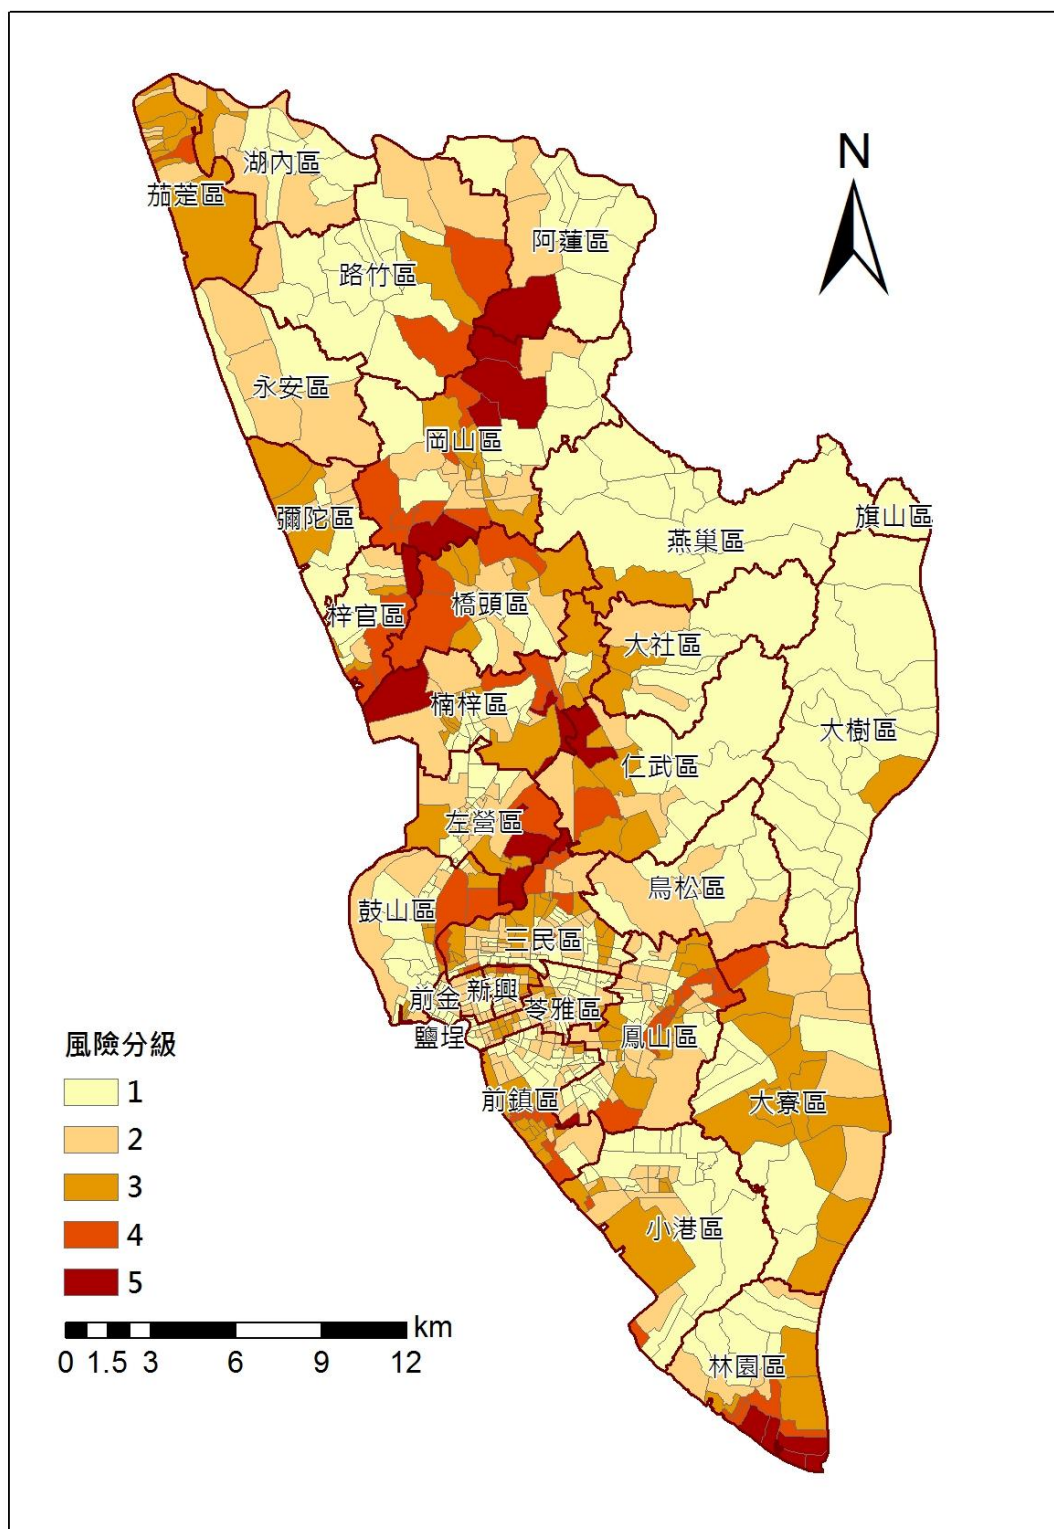 N
湖內區
茄萣區
阿蓮區
路竹區
永安區
岡山區
彌陀區
旗山區
燕巢區
橋頭區
梓官區
大社區
楠梓區
大樹區
仁武區
左營區
鳥松區
鼓山區
三民區
前金
新興
苓雅區
鹽埕
鳳山區
前鎮區
大寮區
小港區
林園區
風險分級
1
2
3
4
5
km
0 1.5 3 6 9 12